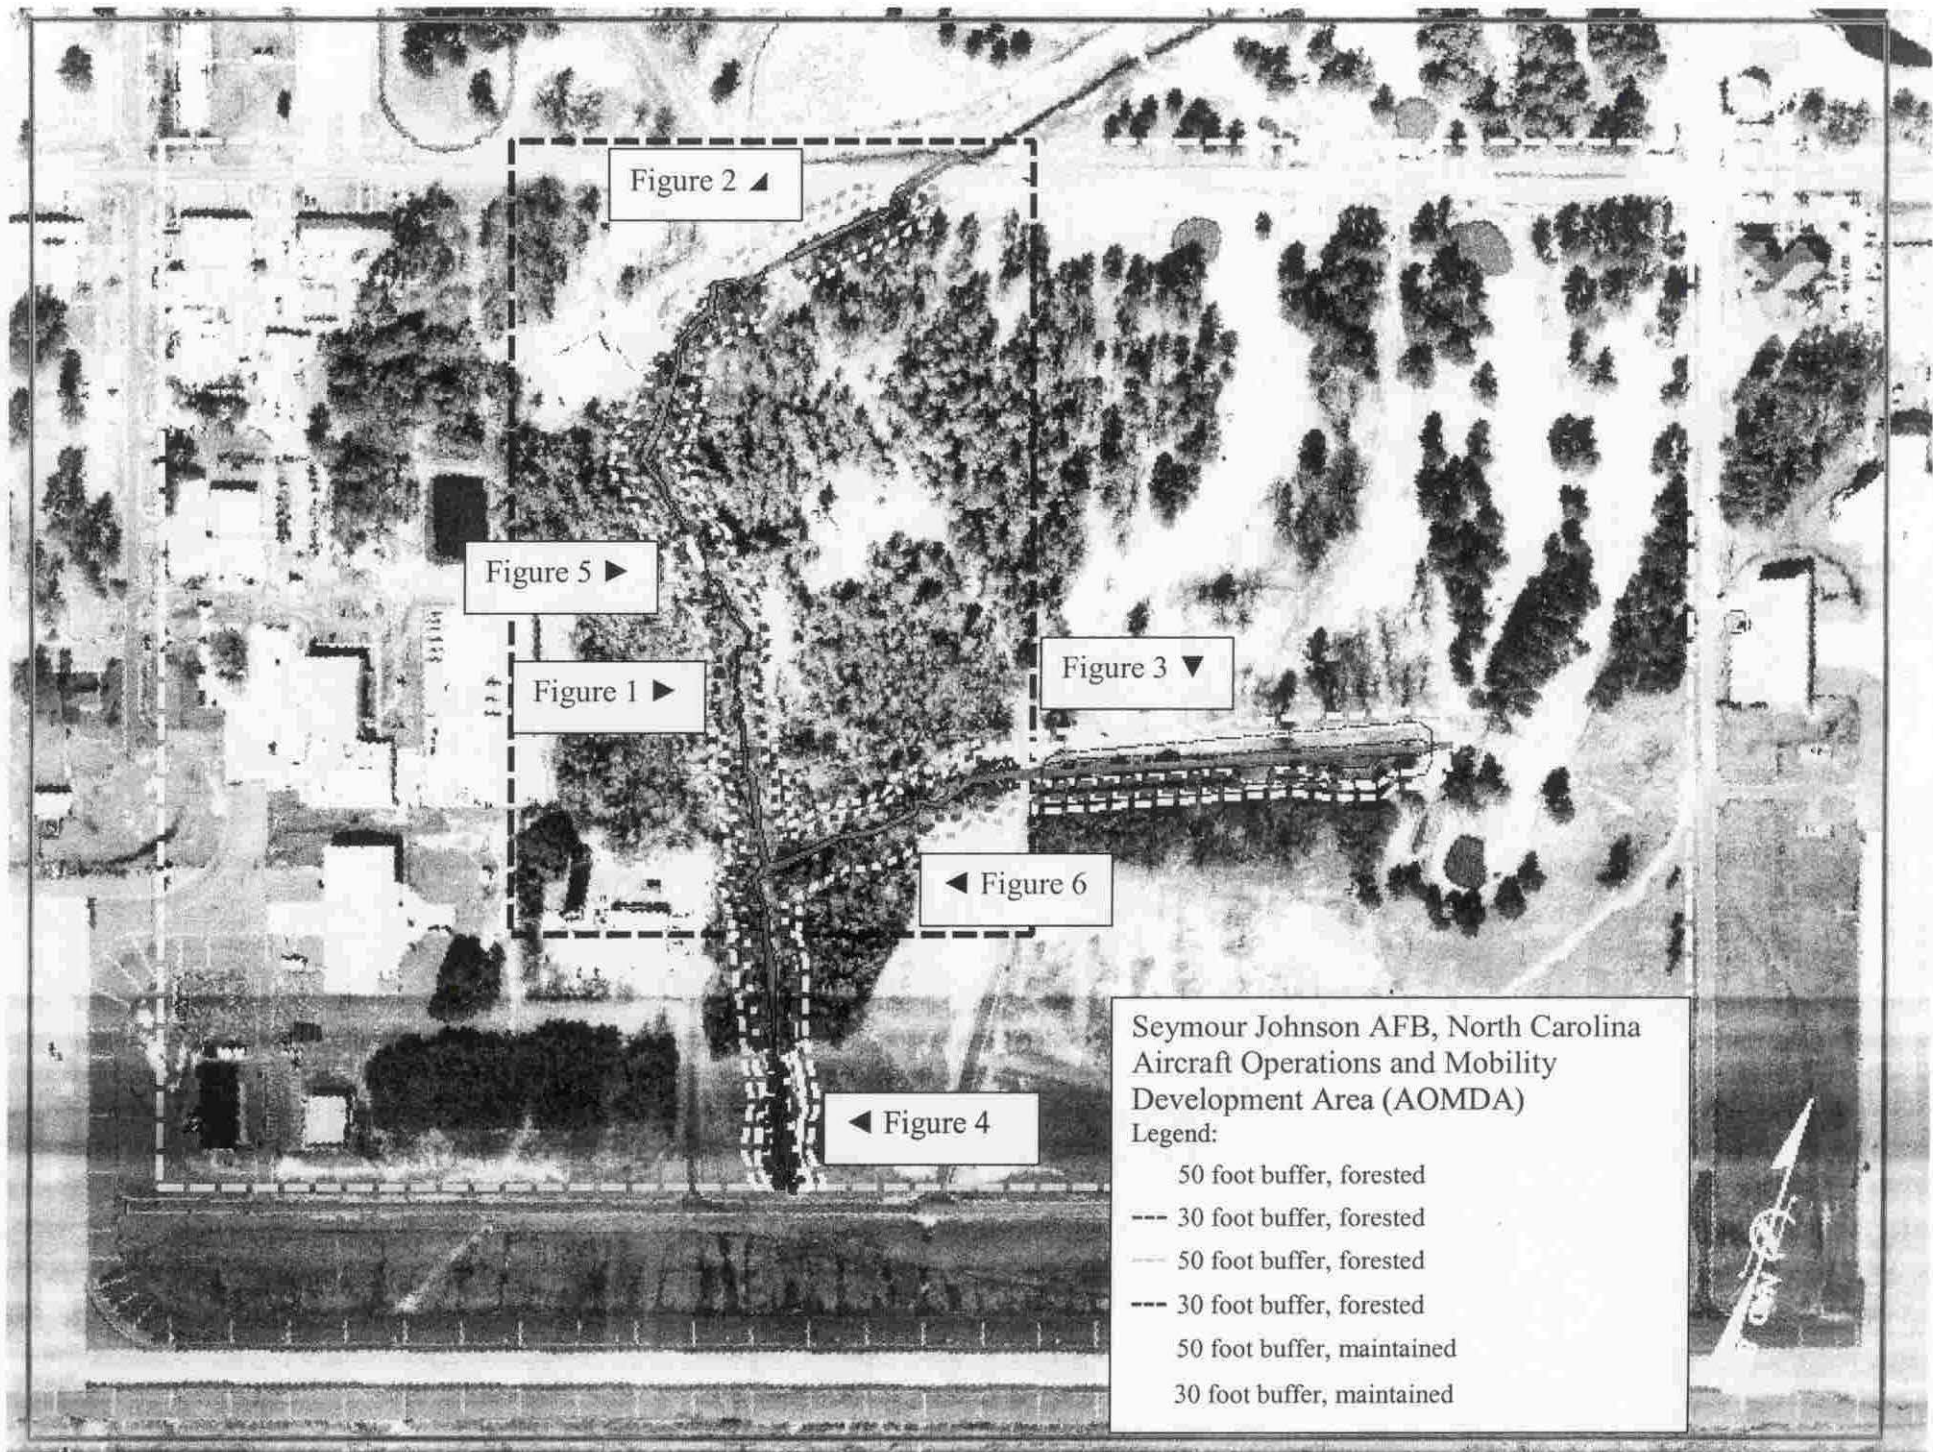 Figure 2 ◢
Figure 5 ►
Figure 1 ►
Figure 3 ▼
◄ Figure 6
◄ Figure 4
Seymour Johnson AFB, North Carolina
Aircraft Operations and Mobility
Development Area (AOMDA)
Legend:
50 foot buffer, forested
--- 30 foot buffer, forested
--- 50 foot buffer, forested
--- 30 foot buffer, forested
50 foot buffer, maintained
30 foot buffer, maintained